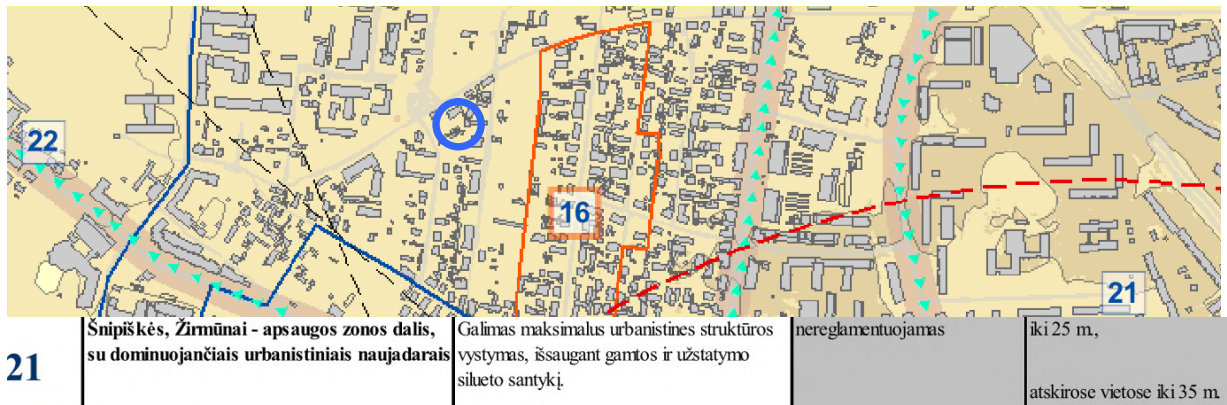 22
16
21
21
Šnipiškės, Žirmūnai - apsaugos zonos dalis,
su dominuojančiais urbanistiniais naujadarais
Galimas maksimalus urbanistines struktūros
vystymas, išsaugant gamtos ir užstatymo
silueto santykį.
nereglamentuojamas
iki 25 m.,
atskirose vietose iki 35 m.